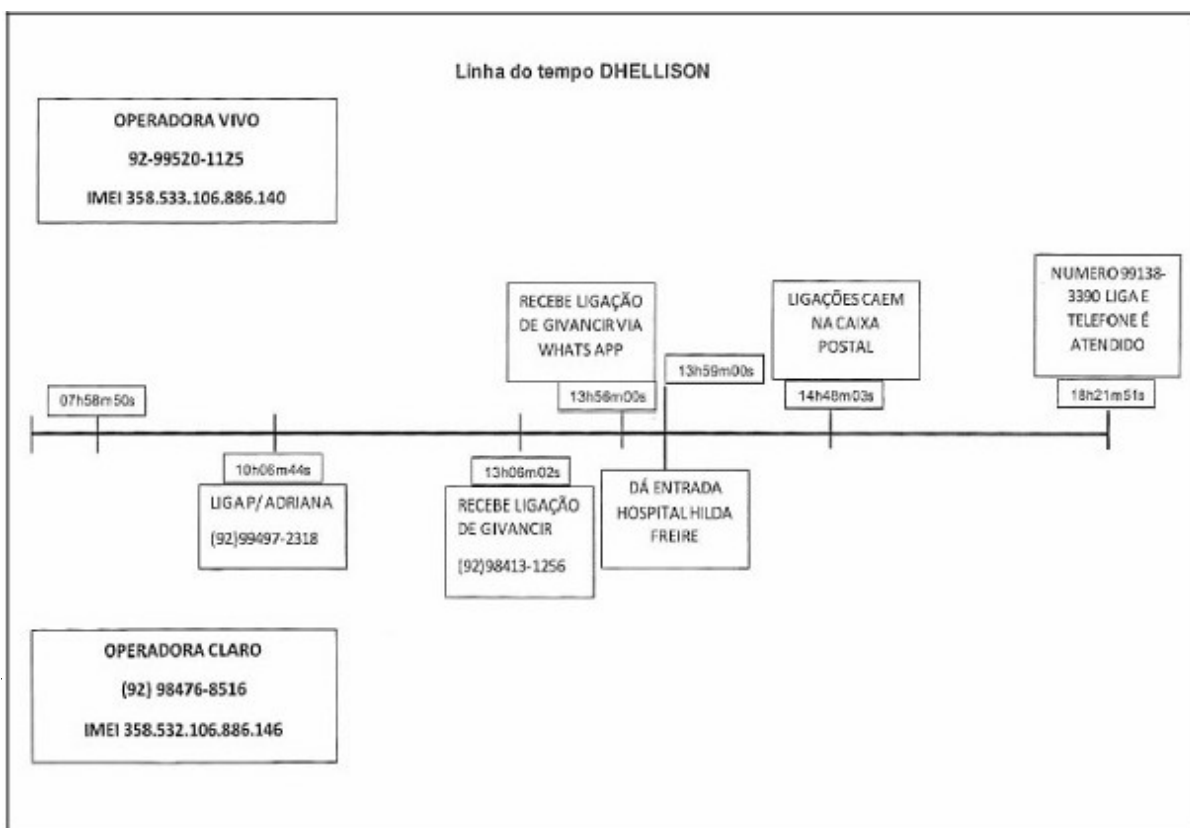 Linha do tempo DHELLISON
OPERADORA VIVO
92-99520-1125
IMEI 358.533.106.886.140
07h58m50s
10h06m44s
LIGA P/ ADRIANA
(92)99497-2318
13h06m02s
RECEBE LIGAÇÃO
DE GIVANCIR
(92)98413-1256
RECEBE LIGAÇÃO
DE GIVANCIR VIA
WHATS APP
13h56m00s
13h59m00s
DÁ ENTRADA
HOSPITAL HILDA
FREIRE
LIGAÇÕES CAEM
NA CAIXA
POSTAL
14h48m03s
NUMERO 99138-
3390 LIGA E
TELEFONE É
ATENDIDO
18h21m51s
OPERADORA CLARO
(92) 98476-8516
IMEI 358.532.106.886.146